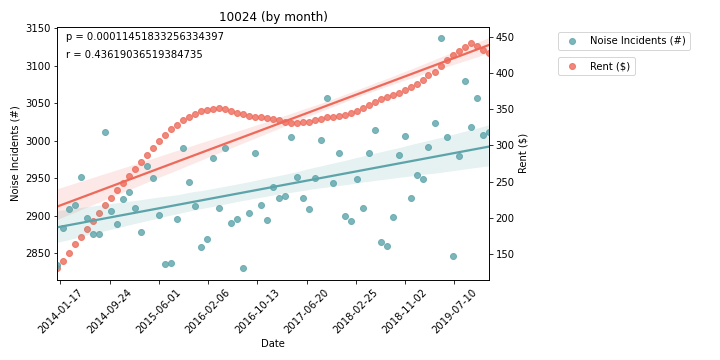 10024 (by month)
p = 0.00011451833256334397
r = 0.43619036519384735
Noise Incidents (#)
Rent ($)
3150
3100
3050
3000
2950
2900
2850
Noise Incidents (#)
450
400
350
300
250
200
150
Rent ($)
2014-01-17
2014-09-24
2015-06-01
2016-02-06
2016-10-13
2017-06-20
2018-02-25
2018-11-02
2019-07-10
Date